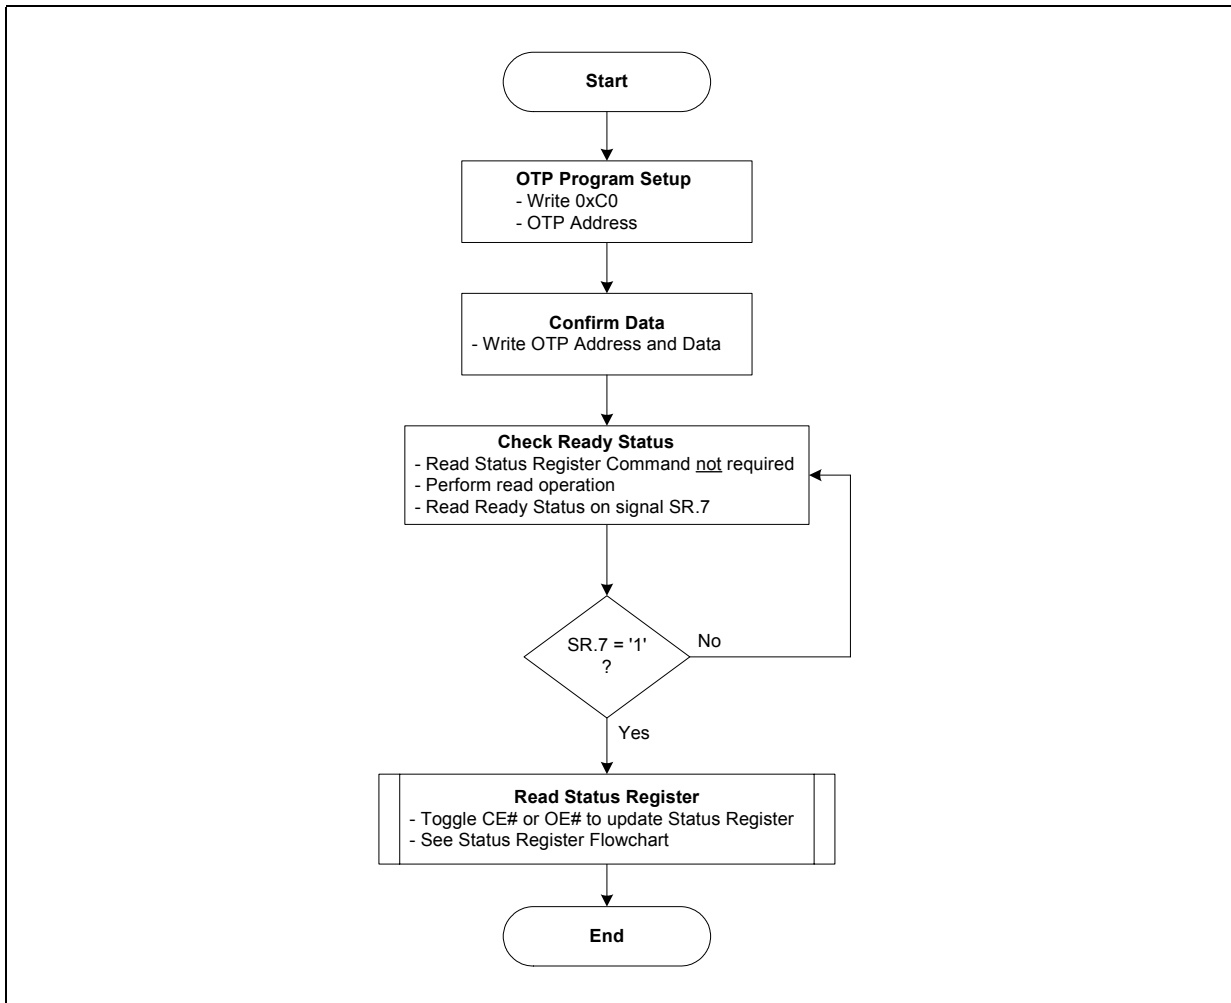 Start
OTP Program Setup
- Write 0xC0
- OTP Address
Confirm Data
- Write OTP Address and Data
Check Ready Status
- Read Status Register Command not required
- Perform read operation
- Read Ready Status on signal SR.7
SR.7 = '1'
?
No
Yes
Read Status Register
- Toggle CE# or OE# to update Status Register
- See Status Register Flowchart
End